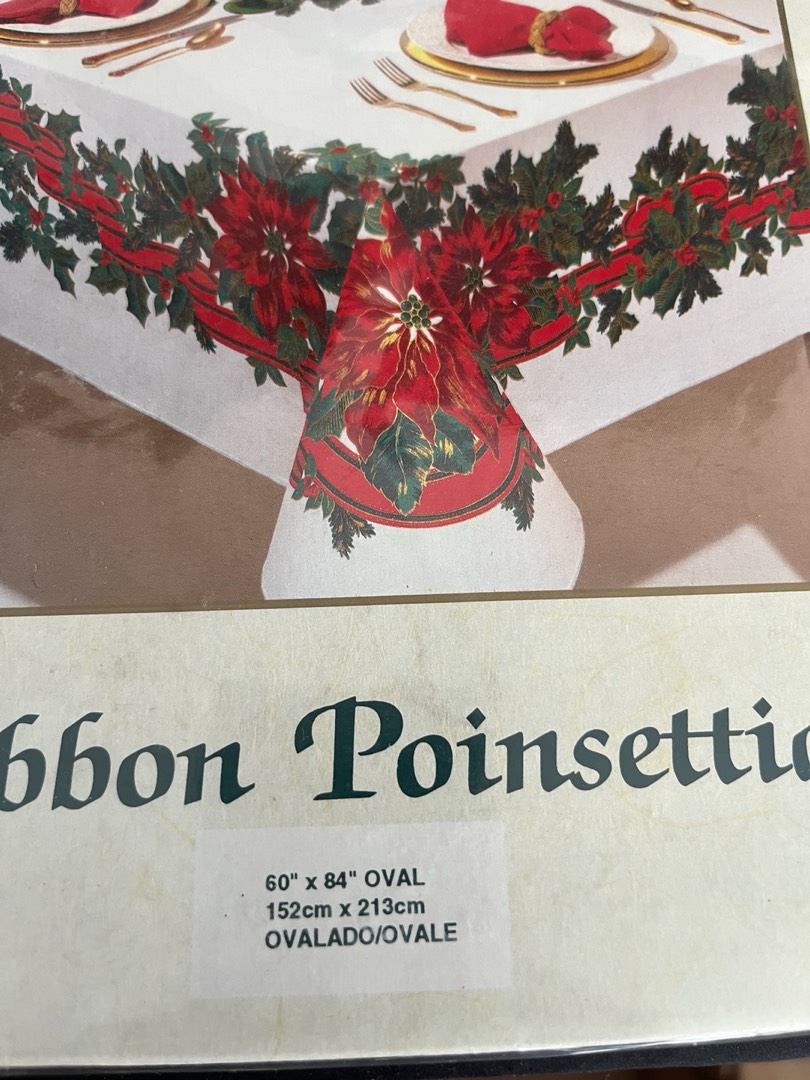 bbon Poinsettia
60" x 84" OVAL
152cm x 213cm
OVALADO/OVALE